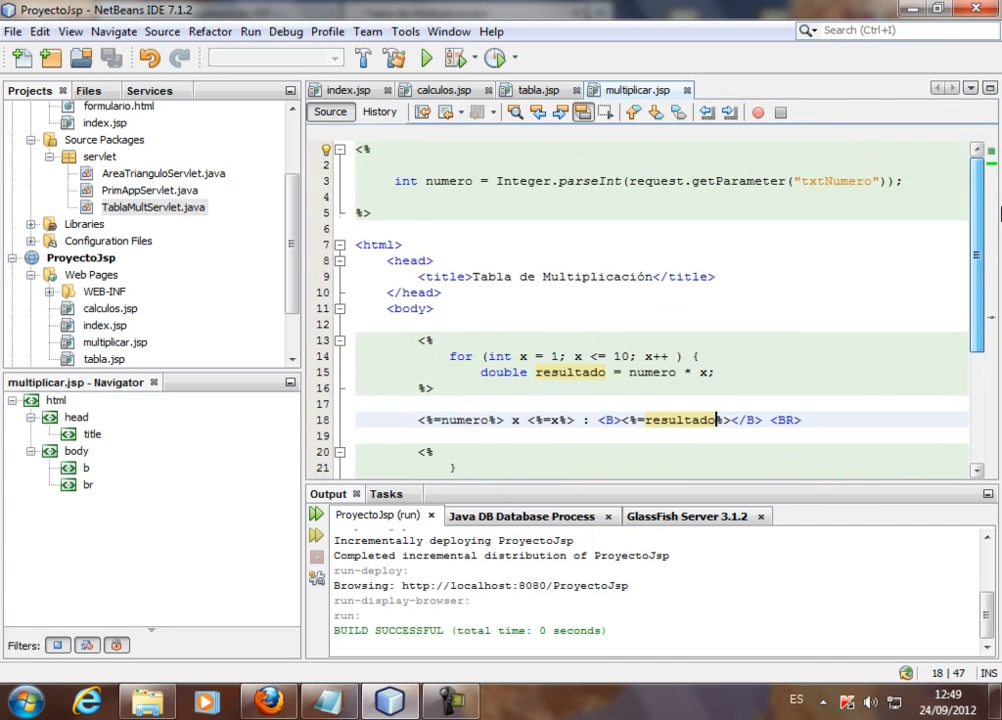 ProyectoJsp - NetBeans IDE 7.1.2
File Edit View Navigate Source Refactor Run Debug Profile Team Tools Window Help
Search (Ctrl+I)
Projects Files Services
formulario.html
index.jsp
Source Packages
servlet
AreaTrianguloServlet.java
PrimAppServlet.java
TablaMultServlet.java
Libraries
Configuration Files
ProyectoJsp
Web Pages
WEB-INF
calculos.jsp
index.jsp
multiplicar.jsp
tabla.jsp
multiplicar.jsp - Navigator
html
head
title
body
b
br
Filters:
index.jsp calculos.jsp tabla.jsp multiplicar.jsp
Source History
<%
2
3 int numero = Integer.parseInt(request.getParameter("txtNumero"));
4
5 %>
6
7 <html>
8 <head>
9 <title>Tabla de Multiplicación</title>
10 </head>
11 <body>
12
13 <%
14 for (int x = 1; x <= 10; x++ ) {
15 double resultado = numero * x;
16 %>
17
18 <%=numero%> x <%=x%> : <B><%=resultado%></B> <BR>
19
20 <%
21 }
Output Tasks
ProyectoJsp (run) Java DB Database Process GlassFish Server 3.1.2
Incrementally deploying ProyectoJsp
Completed incremental distribution of ProyectoJsp
run-deploy:
Browsing: http://localhost:8080/ProyectoJsp
run-display-browser:
run:
BUILD SUCCESSFUL (total time: 0 seconds)
18 | 47 INS
ES
12:49
24/09/2012